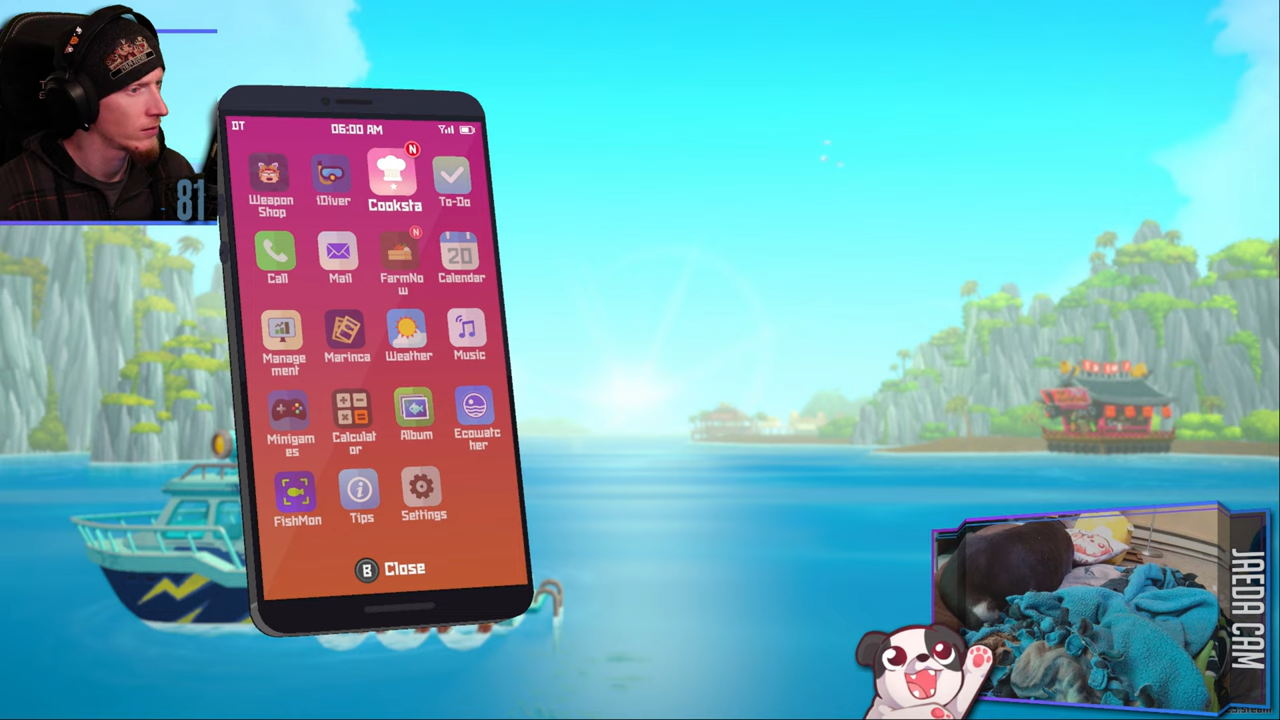 81
DT
06:00 AM
N
Weapon
Shop
iDiver
Cooksta
To-Do
Call
Mail
N
FarmNo
w
20
Calendar
Manage
ment
Marinca
Weather
Music
Minigam
es
Calculat
or
Album
Ecowatc
her
FishMon
Tips
Settings
B Close
JAEDA CAM